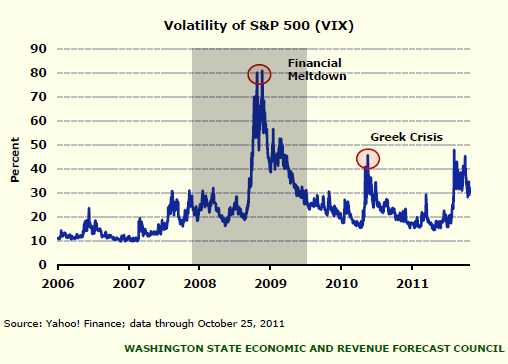 Volatility of S&P 500 (VIX)
90
80
70
60
50
40
30
20
10
0
Percent
Financial
Meltdown
Greek Crisis
2006 2007 2008 2009 2010 2011
Source: Yahoo! Finance; data through October 25, 2011
WASHINGTON STATE ECONOMIC AND REVENUE FORECAST COUNCIL